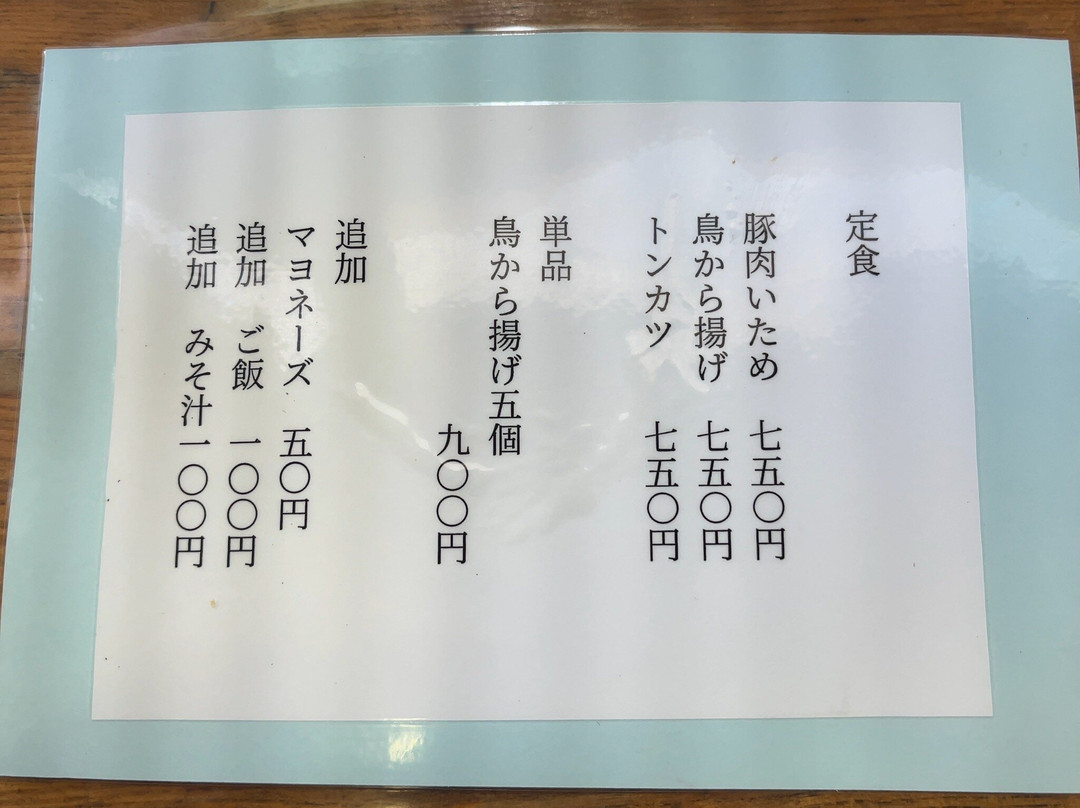 定食
豚肉いため 七五〇円
鳥から揚げ 七五〇円
トンカツ 七五〇円
単品
鳥から揚げ五個
九〇〇円
追加
マヨネーズ 五〇円
追加 ご飯 一〇〇円
追加 みそ汁一〇〇円